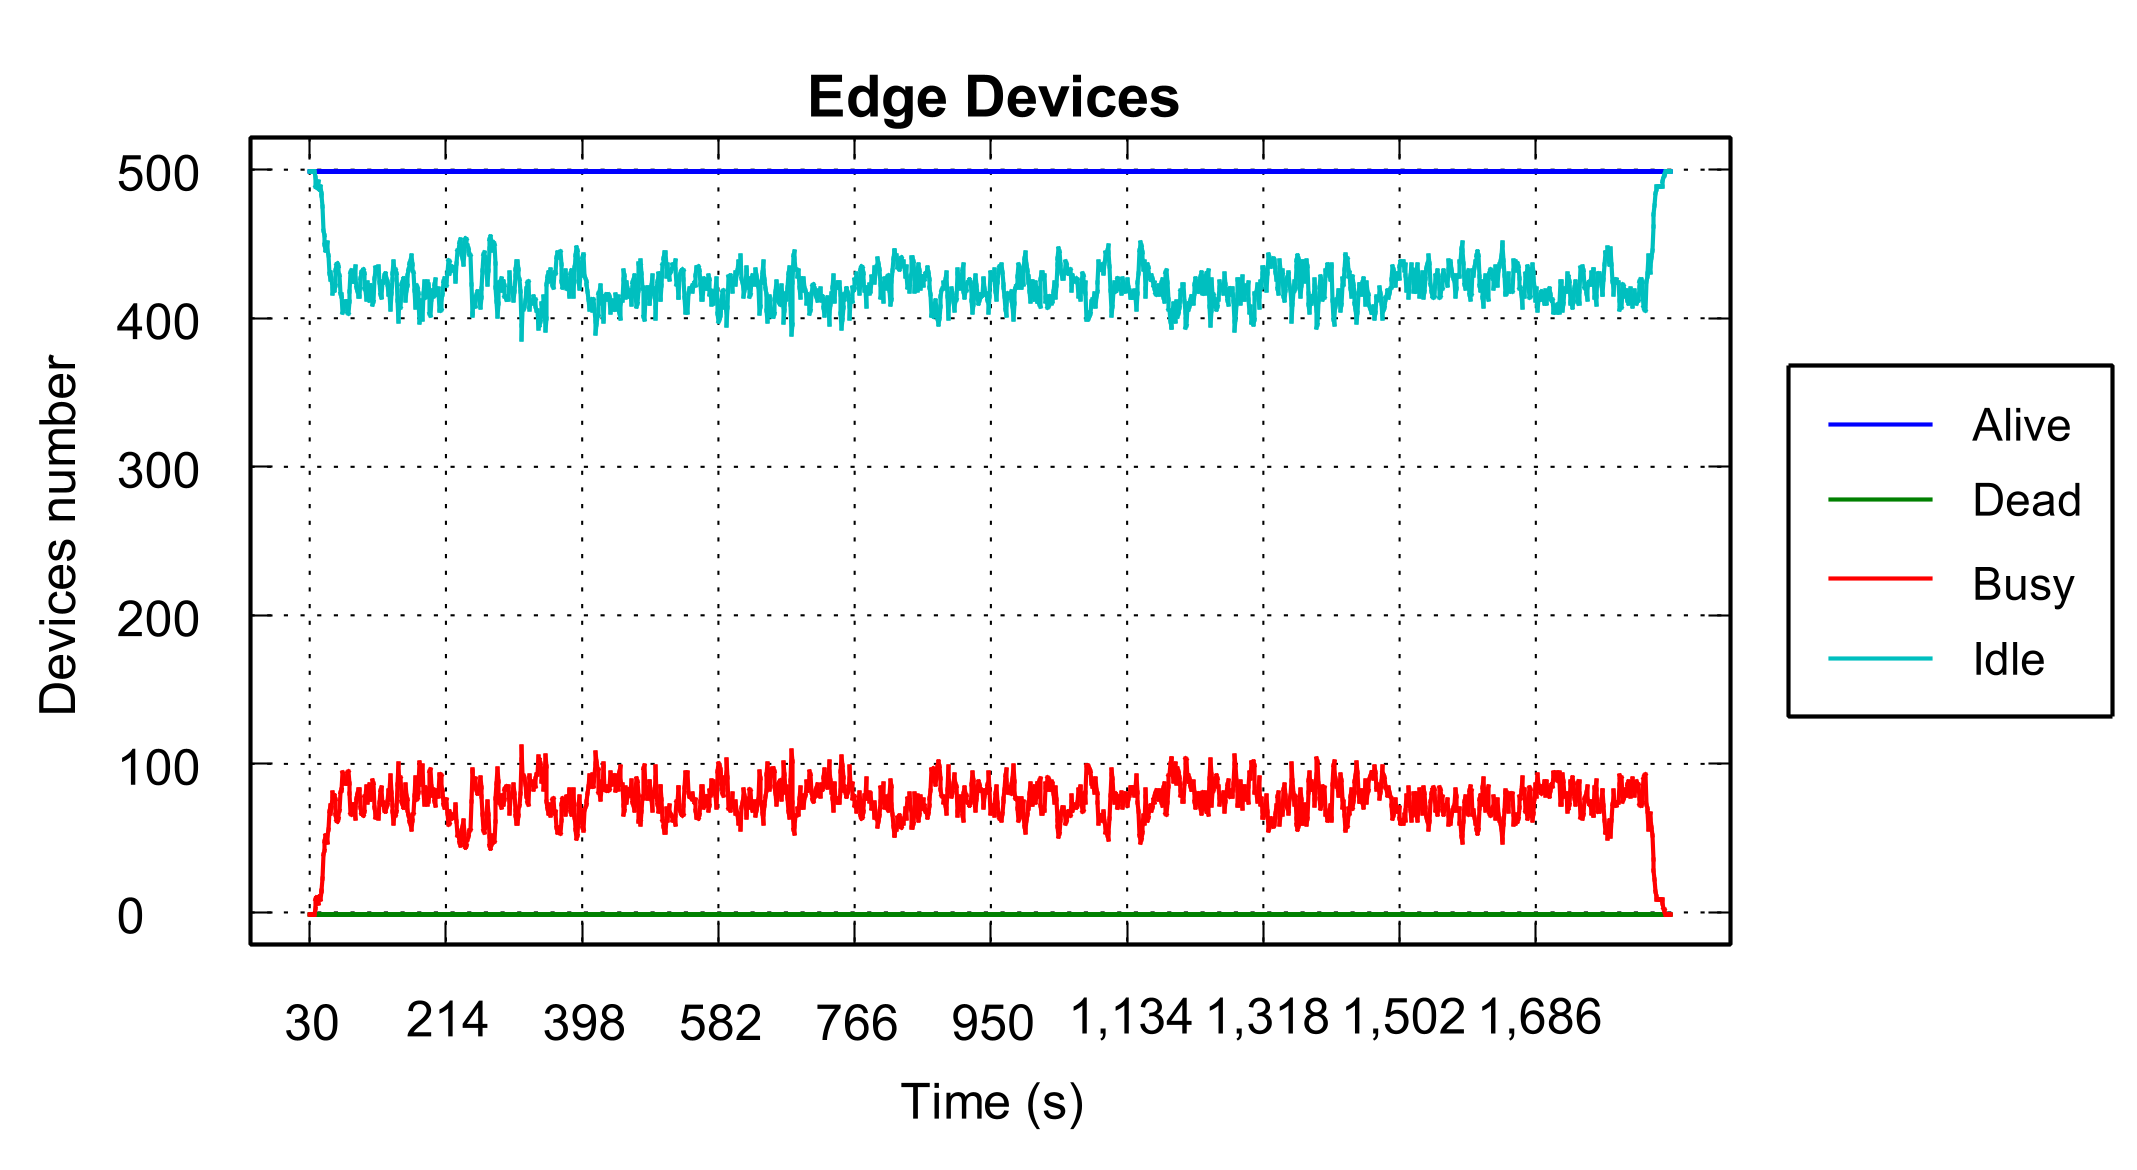 Edge Devices
500
400
300
200
100
0
Devices number
30 214 398 582 766 950 1,134 1,318 1,502 1,686
Time (s)
Alive
Dead
Busy
Idle